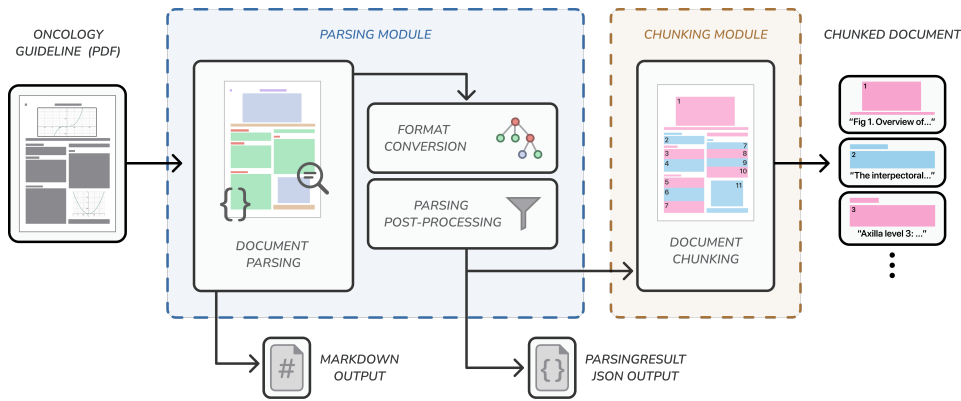 ONCOLOGY
GUIDELINE (PDF)
PARSING MODULE
CHUNKING MODULE
CHUNKED DOCUMENT
FORMAT
CONVERSION
PARSING
POST-PROCESSING
{}
DOCUMENT
PARSING
1
2
3
4
5
6
7
7
8
9
10
11
DOCUMENT
CHUNKING
1
"Fig 1. Overview of..."
2
"The interpectoral..."
3
"Axilla level 3: ..."
#
MARKDOWN
OUTPUT
{}
PARSINGRESULT
JSON OUTPUT